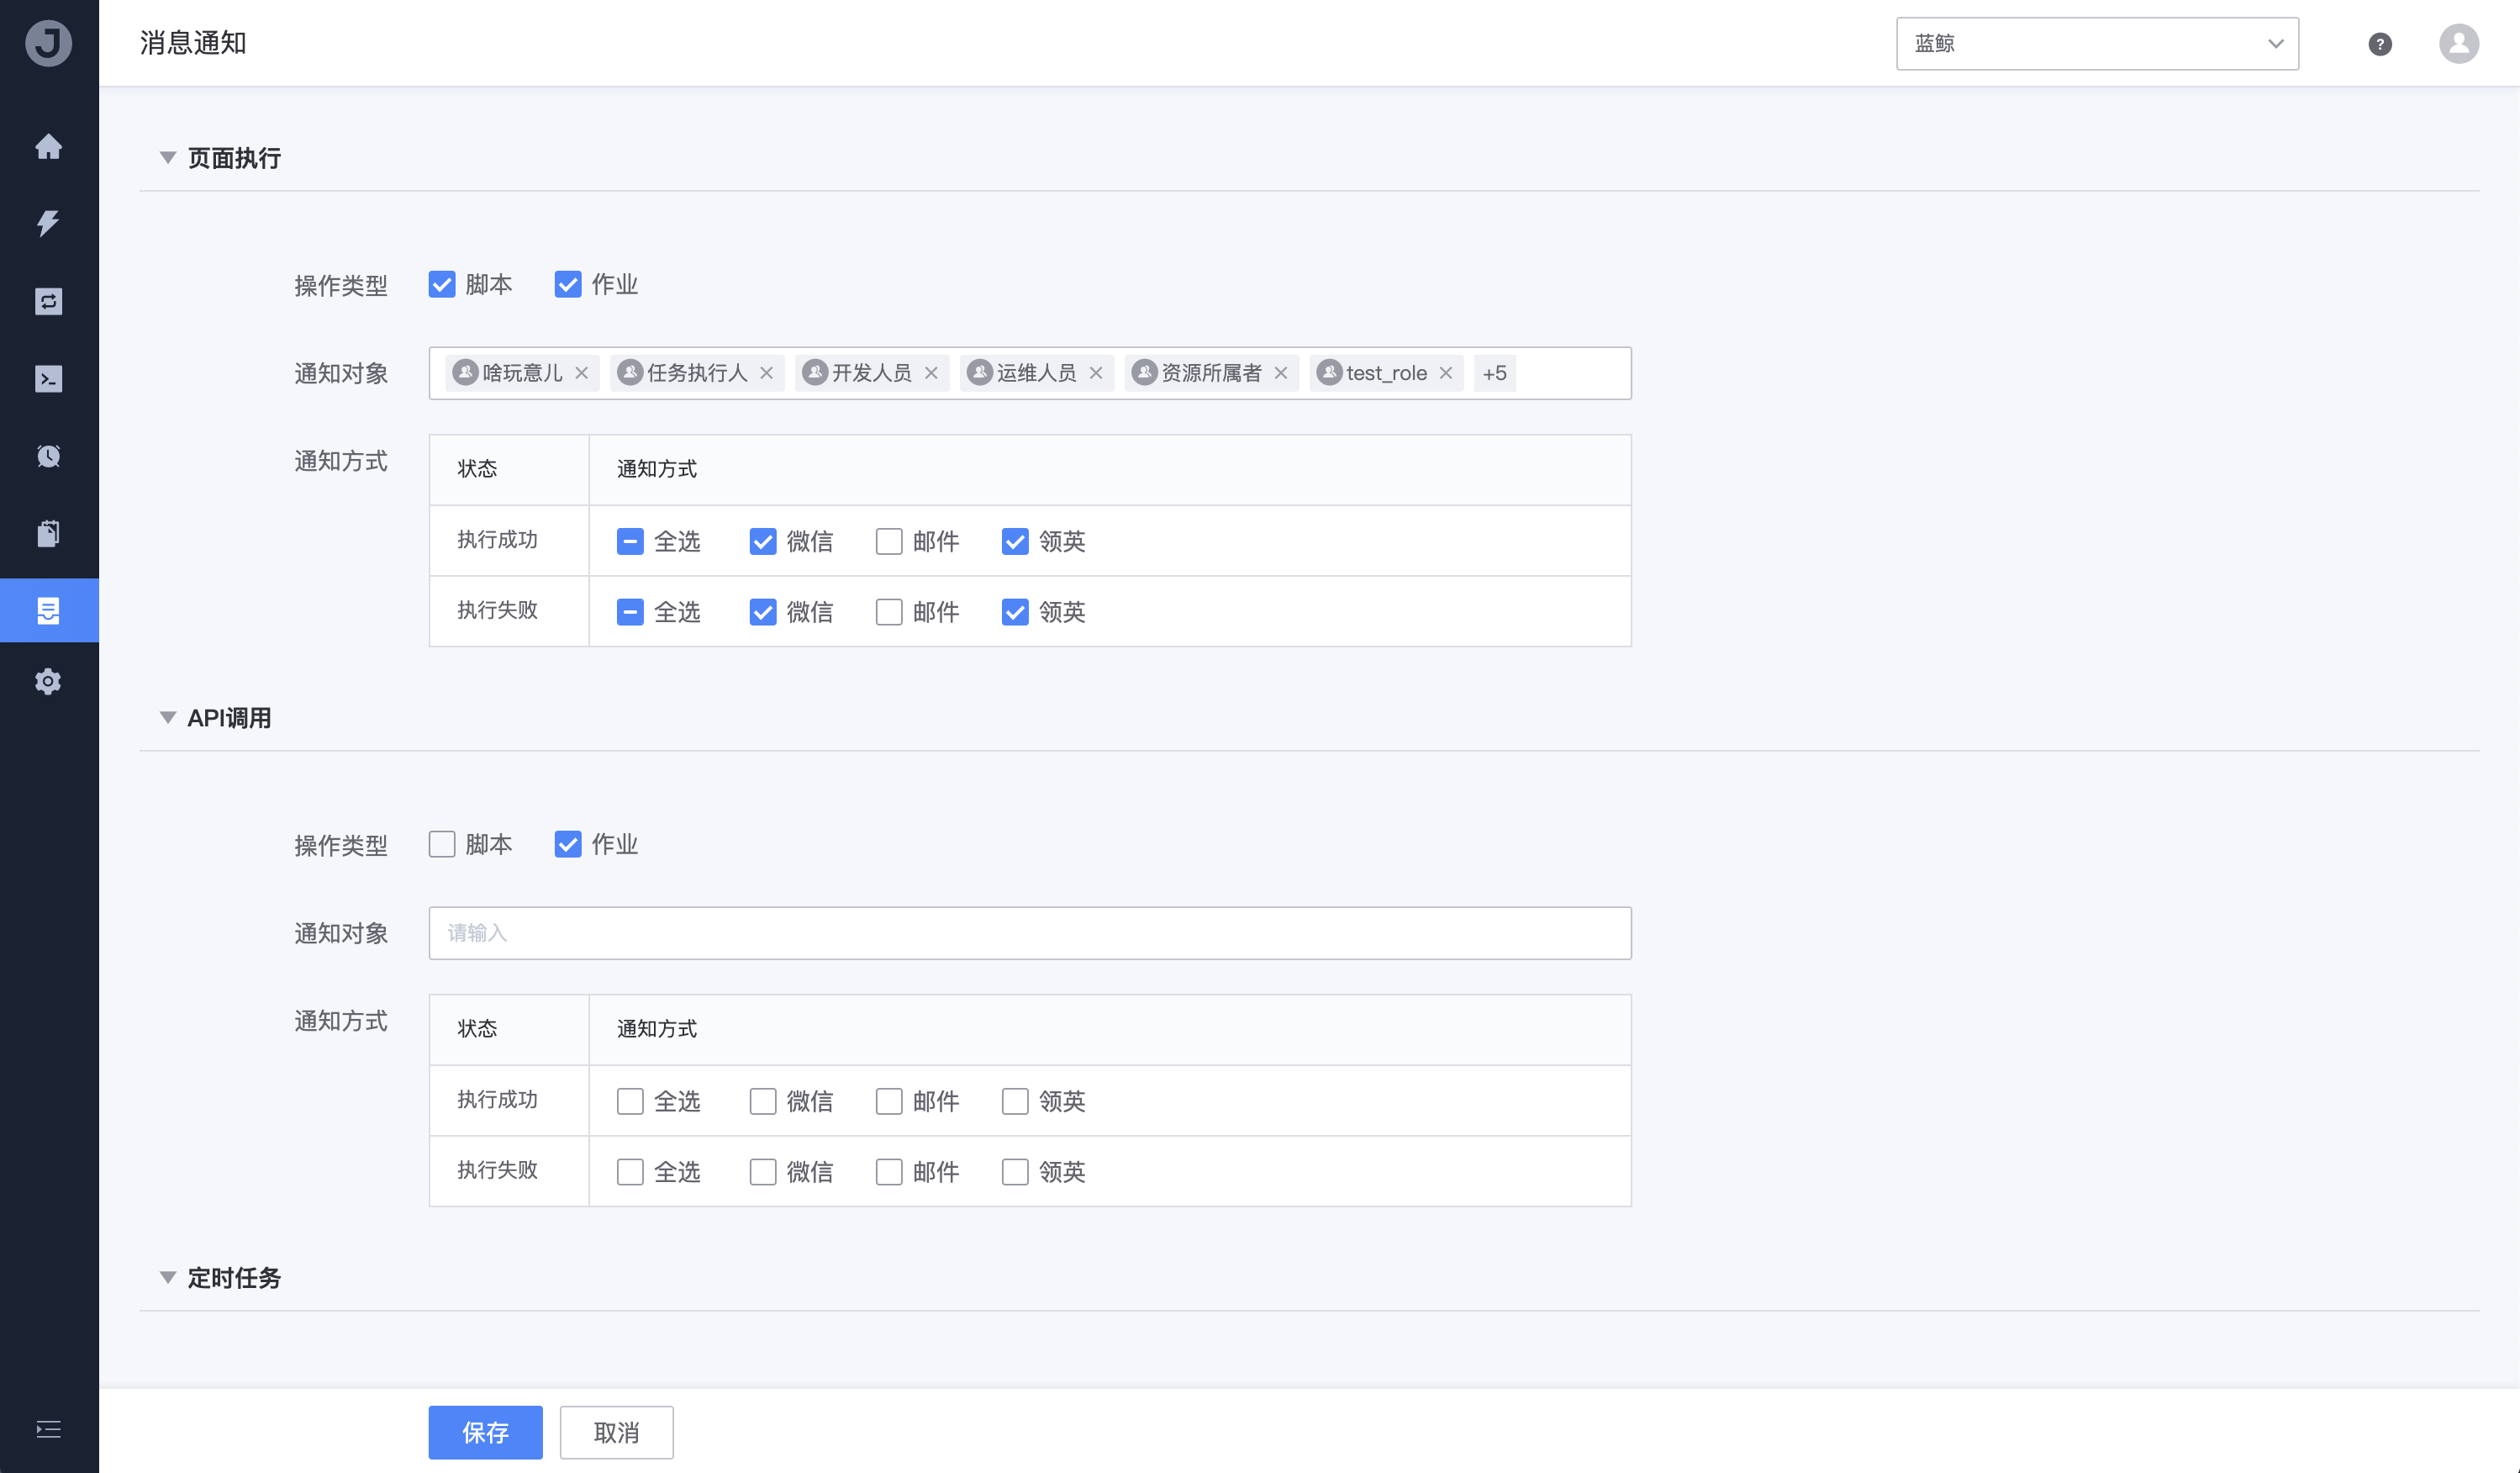 J
消息通知
蓝鲸
?
页面执行
操作类型 脚本 作业
通知对象 啥玩意儿 任务执行人 开发人员 运维人员 资源所属者 test_role +5
通知方式 状态 通知方式
执行成功 全选 微信 邮件 领英
执行失败 全选 微信 邮件 领英
API调用
操作类型 脚本 作业
通知对象 请输入
通知方式 状态 通知方式
执行成功 全选 微信 邮件 领英
执行失败 全选 微信 邮件 领英
定时任务
保存 取消